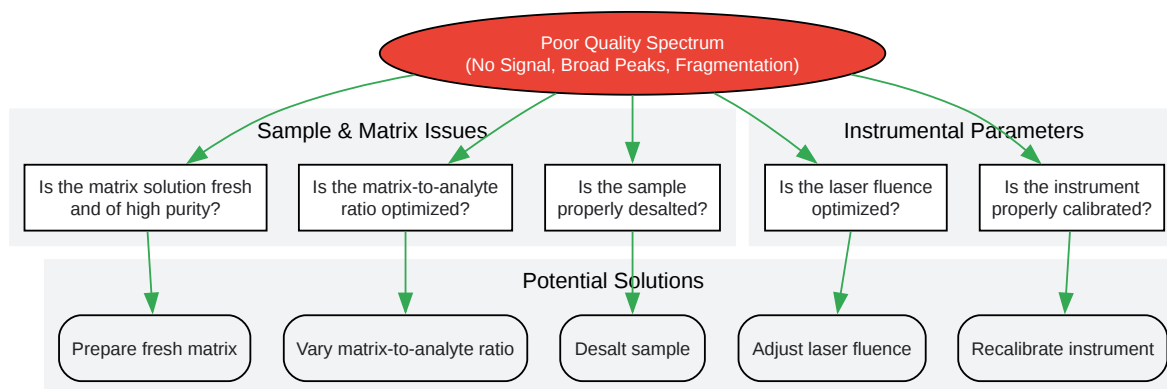 Poor Quality Spectrum
(No Signal, Broad Peaks, Fragmentation)
Sample & Matrix Issues
Instrumental Parameters
Is the matrix solution fresh
and of high purity?
Is the matrix-to-analyte
ratio optimized?
Is the sample
properly desalted?
Is the laser fluence
optimized?
Is the instrument
properly calibrated?
Potential Solutions
Prepare fresh matrix
Vary matrix-to-analyte ratio
Desalt sample
Adjust laser fluence
Recalibrate instrument